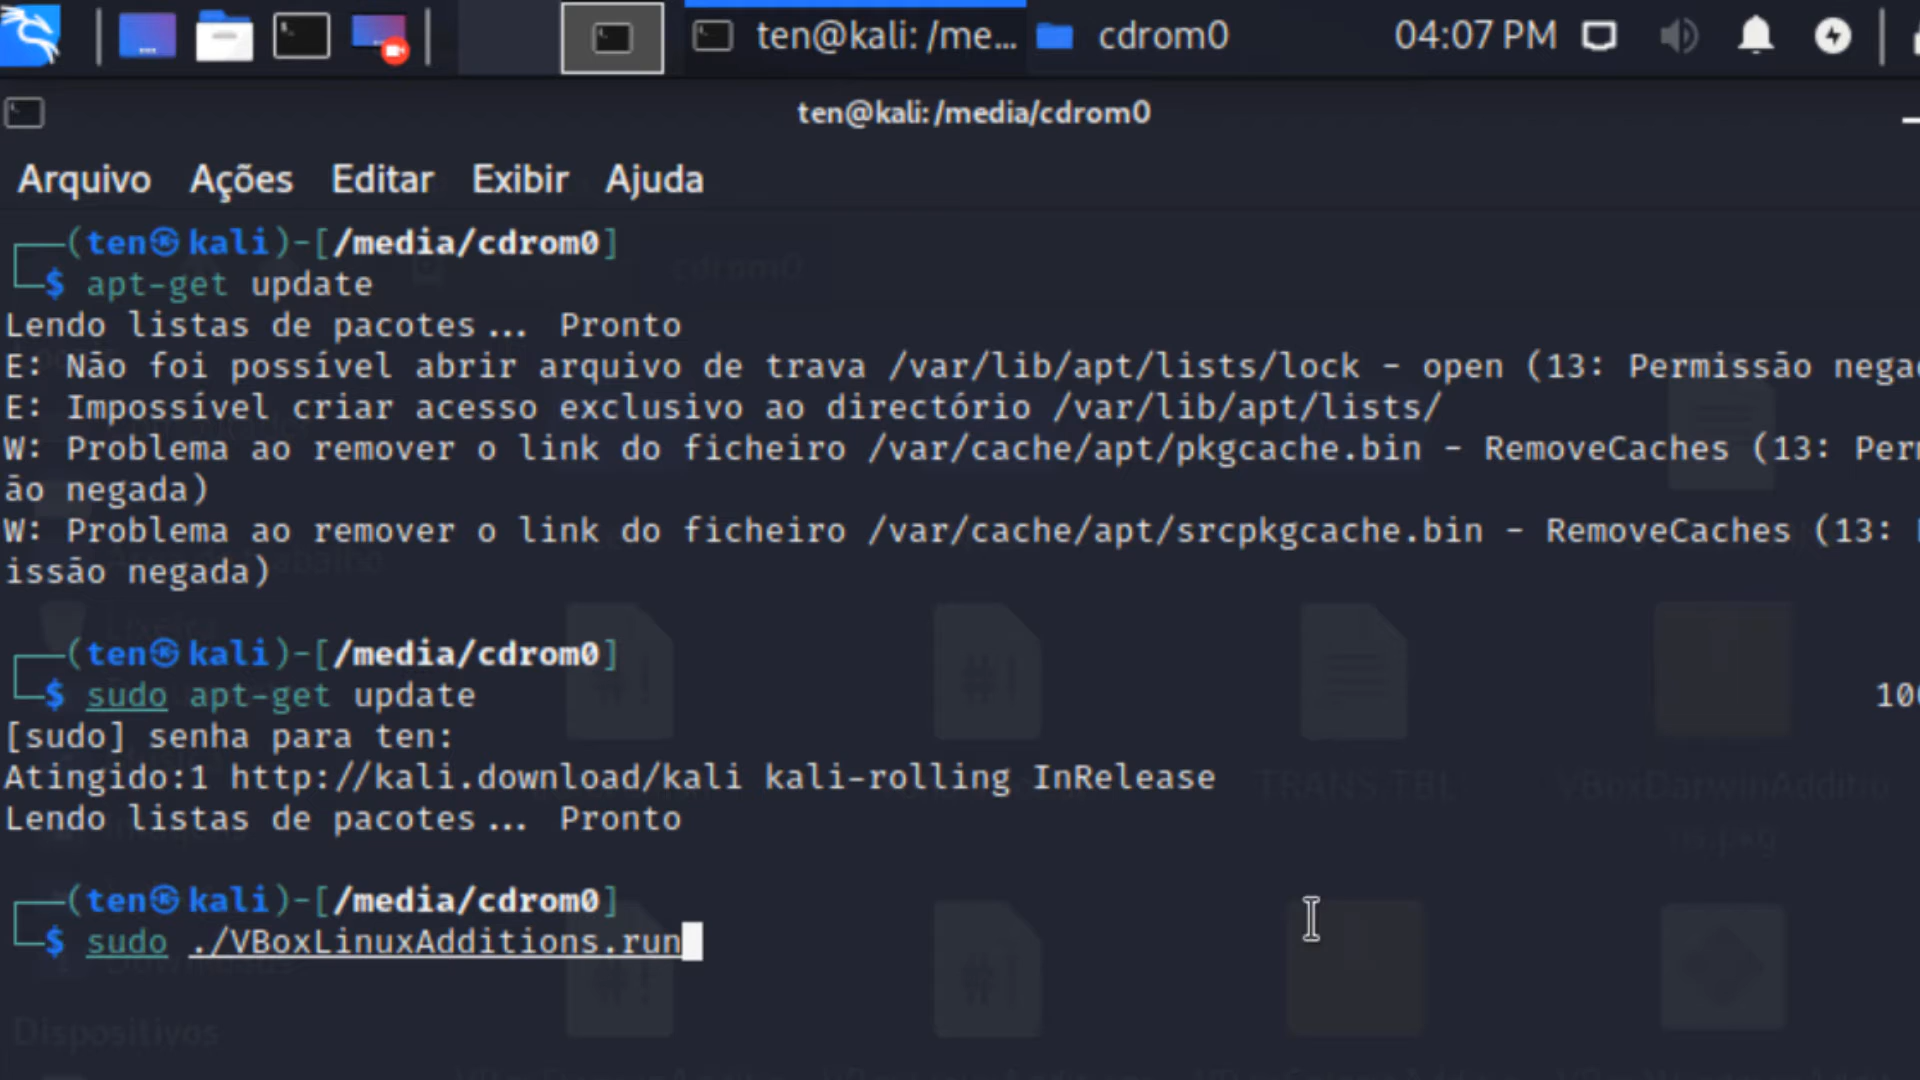 ten@kali: /me... cdrom0 04:07 PM
ten@kali: /media/cdrom0
Arquivo Ações Editar Exibir Ajuda
(ten㉿kali)-[/media/cdrom0]
$ apt-get update
Lendo listas de pacotes... Pronto
E: Não foi possível abrir arquivo de trava /var/lib/apt/lists/lock - open (13: Permissão nega
E: Impossível criar acesso exclusivo ao directório /var/lib/apt/lists/
W: Problema ao remover o link do ficheiro /var/cache/apt/pkgcache.bin - RemoveCaches (13: Per
ão negada)
W: Problema ao remover o link do ficheiro /var/cache/apt/srcpkgcache.bin - RemoveCaches (13:
issão negada)
(ten㉿kali)-[/media/cdrom0]
$ sudo apt-get update
[sudo] senha para ten:
Atingido:1 http://kali.download/kali kali-rolling InRelease
Lendo listas de pacotes... Pronto
(ten㉿kali)-[/media/cdrom0]
$ sudo ./VBoxLinuxAdditions.run
Dispositivos